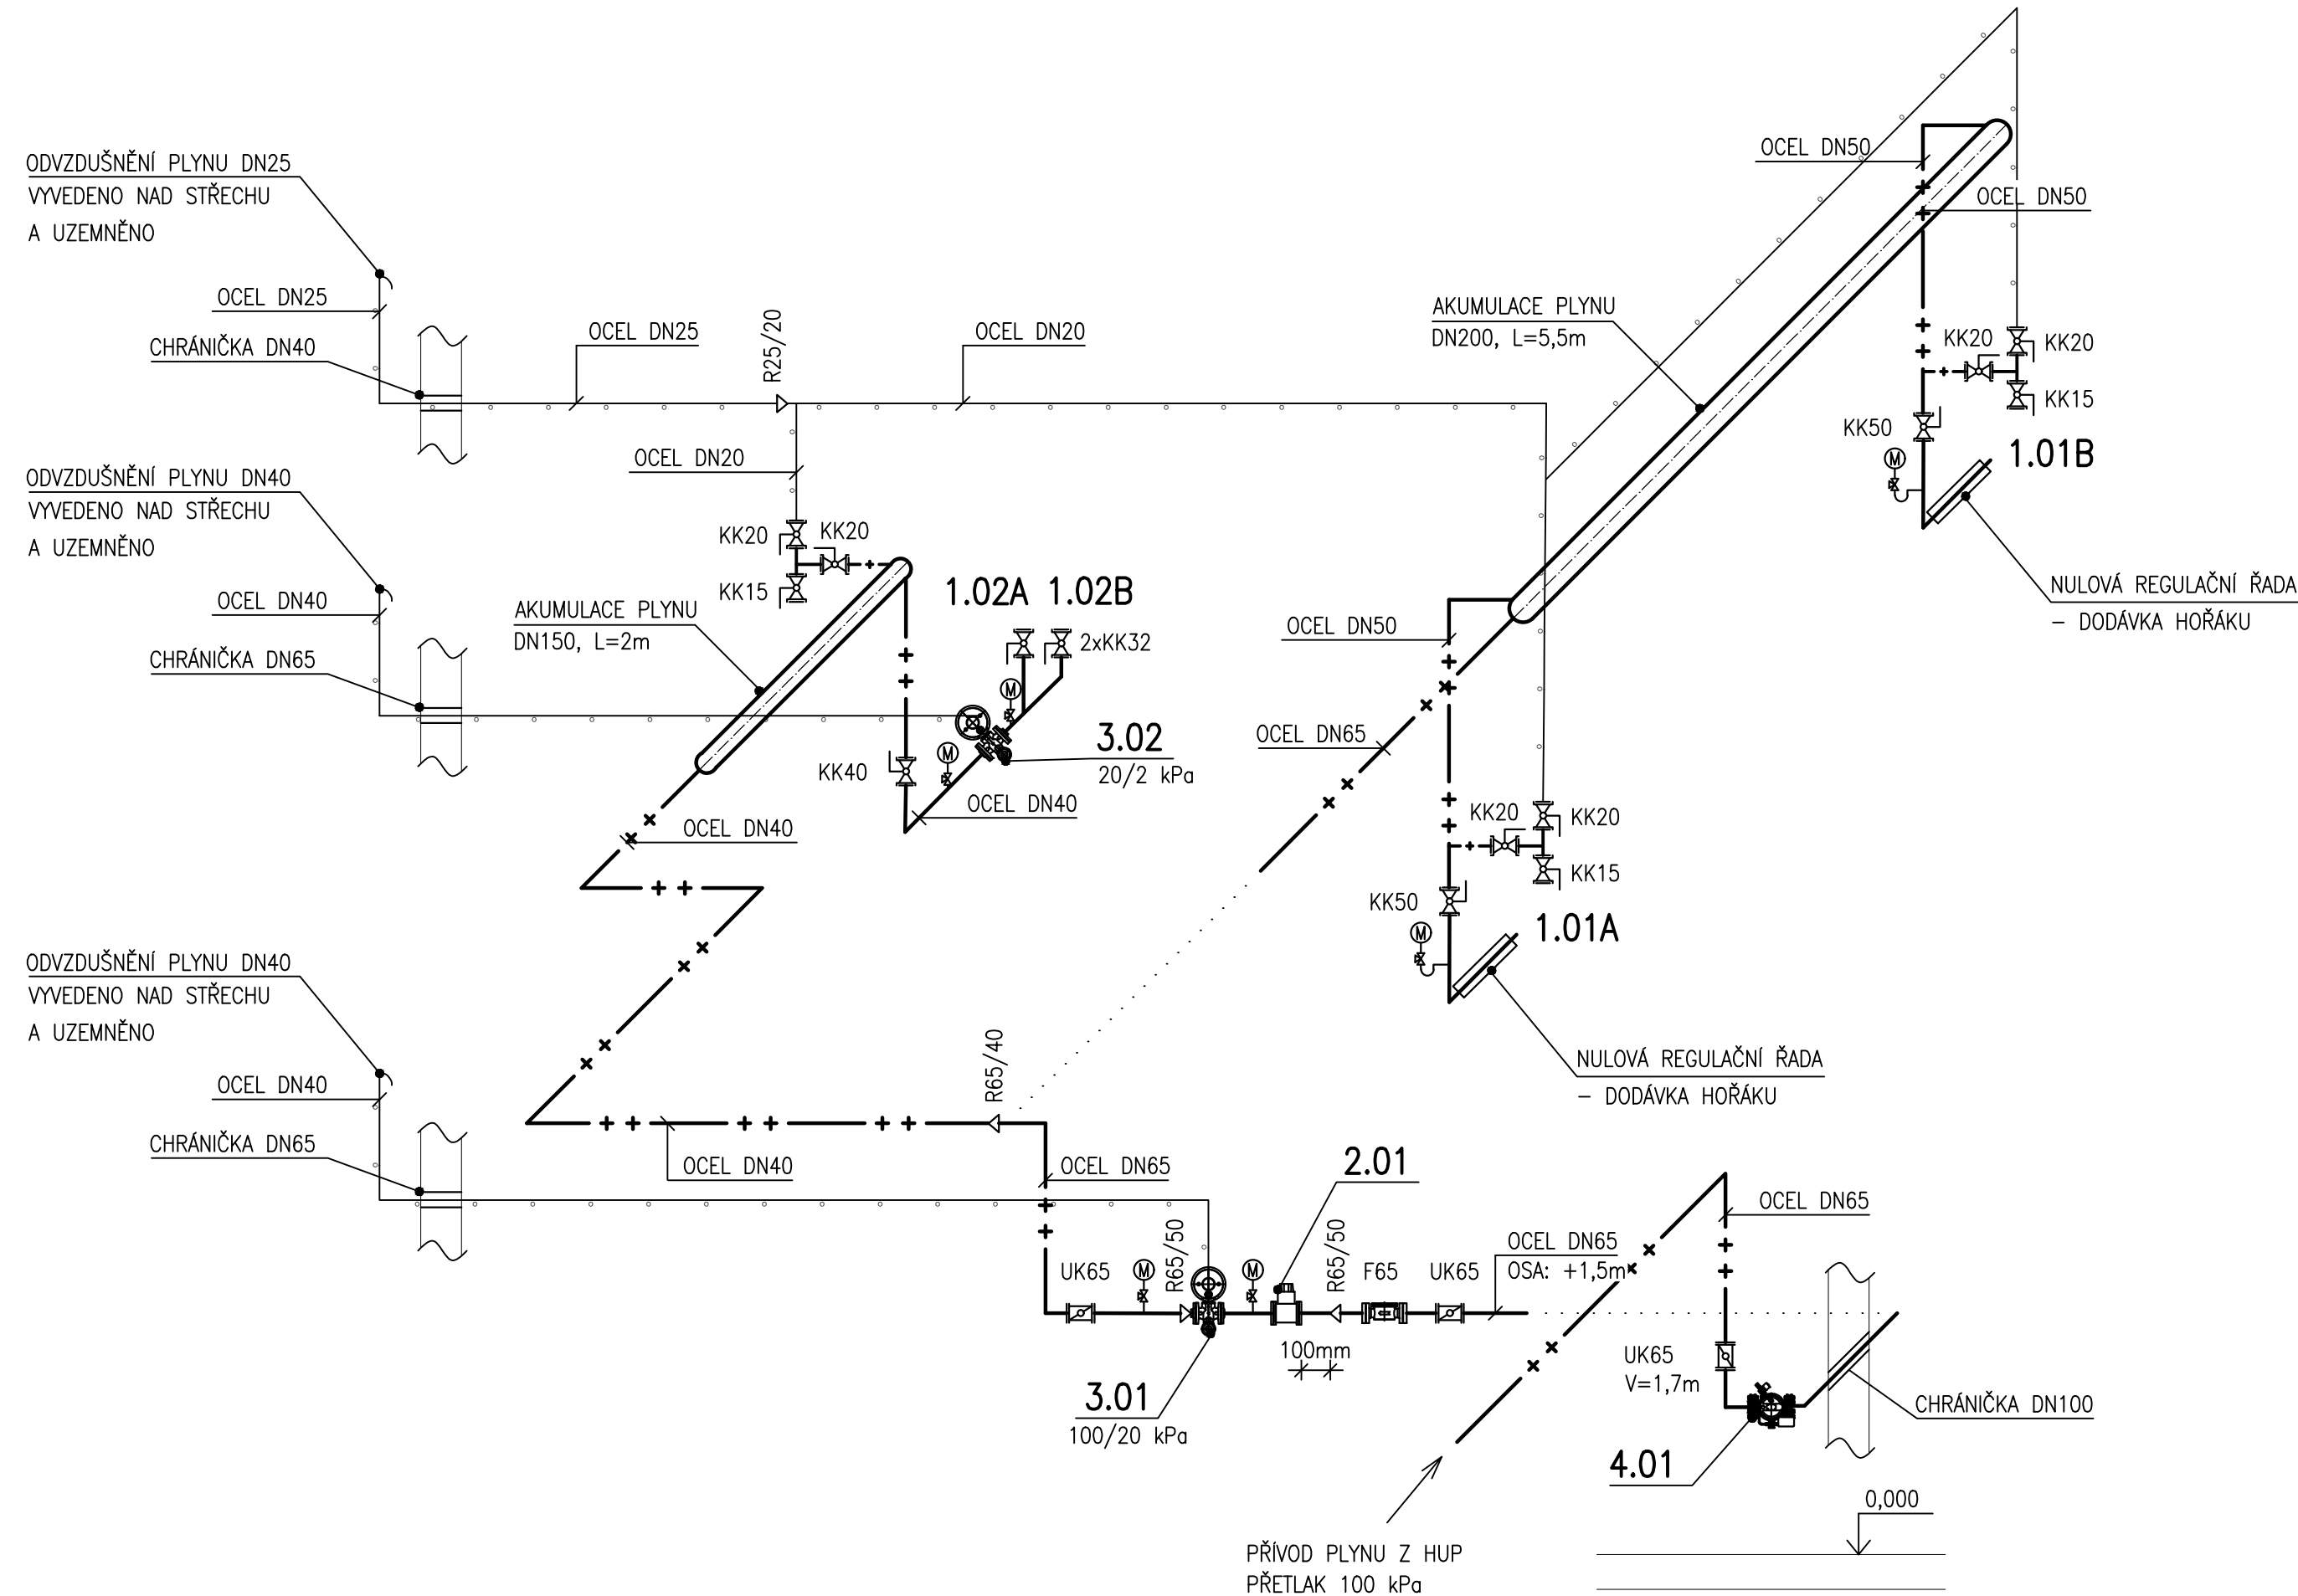 ODVZDUŠNĚNÍ PLYNU DN25
VYVEDENO NAD STŘECHU
A UZEMNĚNO
OCEL DN25
CHRÁNIČKA DN40
OCEL DN25
R25/20
OCEL DN20
OCEL DN20
KK20
KK20
KK15
ODVZDUŠNĚNÍ PLYNU DN40
VYVEDENO NAD STŘECHU
A UZEMNĚNO
OCEL DN40
CHRÁNIČKA DN65
AKUMULACE PLYNU
DN150, L=2m
1.02A
1.02B
2xKK32
M
M
3.02
20/2 kPa
KK40
OCEL DN40
OCEL DN40
OCEL DN50
OCEL DN50
AKUMULACE PLYNU
DN200, L=5,5m
KK20
KK20
KK15
KK50
M
1.01B
NULOVÁ REGULAČNÍ ŘADA
– DODÁVKA HOŘÁKU
OCEL DN50
OCEL DN65
KK20
KK20
KK15
KK50
M
1.01A
NULOVÁ REGULAČNÍ ŘADA
– DODÁVKA HOŘÁKU
ODVZDUŠNĚNÍ PLYNU DN40
VYVEDENO NAD STŘECHU
A UZEMNĚNO
OCEL DN40
CHRÁNIČKA DN65
R65/40
OCEL DN40
OCEL DN65
2.01
UK65
M
R65/50
M
R65/50
F65
UK65
OCEL DN65
OSA: +1,5m
100mm
3.01
100/20 kPa
OCEL DN65
UK65
V=1,7m
CHRÁNIČKA DN100
4.01
0,000
PŘÍVOD PLYNU Z HUP
PŘETLAK 100 kPa